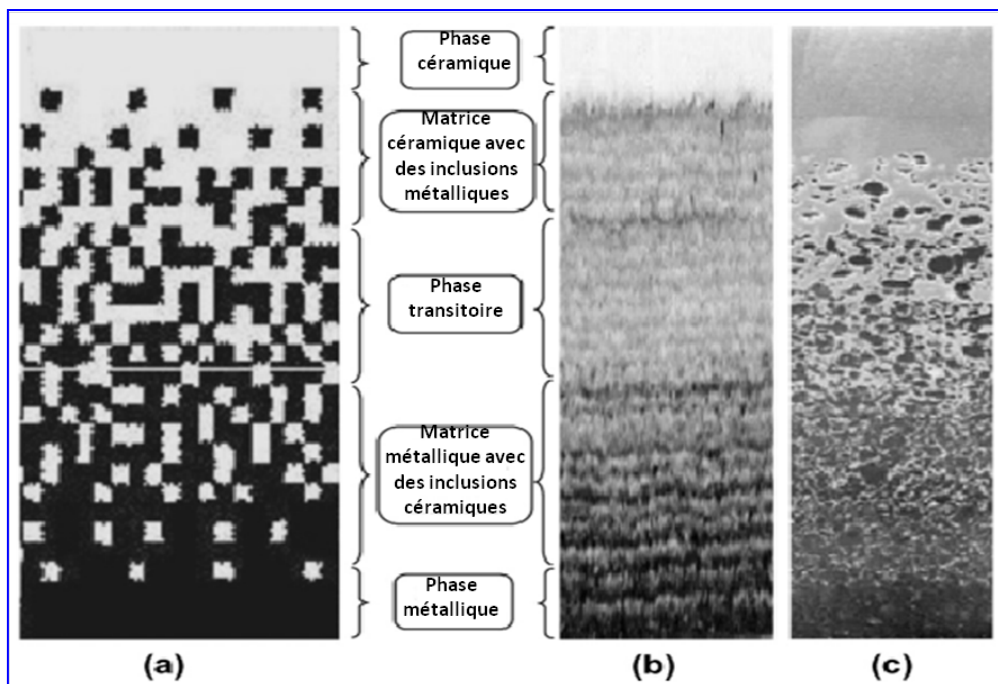 Phase
céramique
Matrice
céramique avec
des inclusions
métalliques
Phase
transitoire
Matrice
métallique avec
des inclusions
céramiques
Phase
métallique
(a)
(b)
(c)